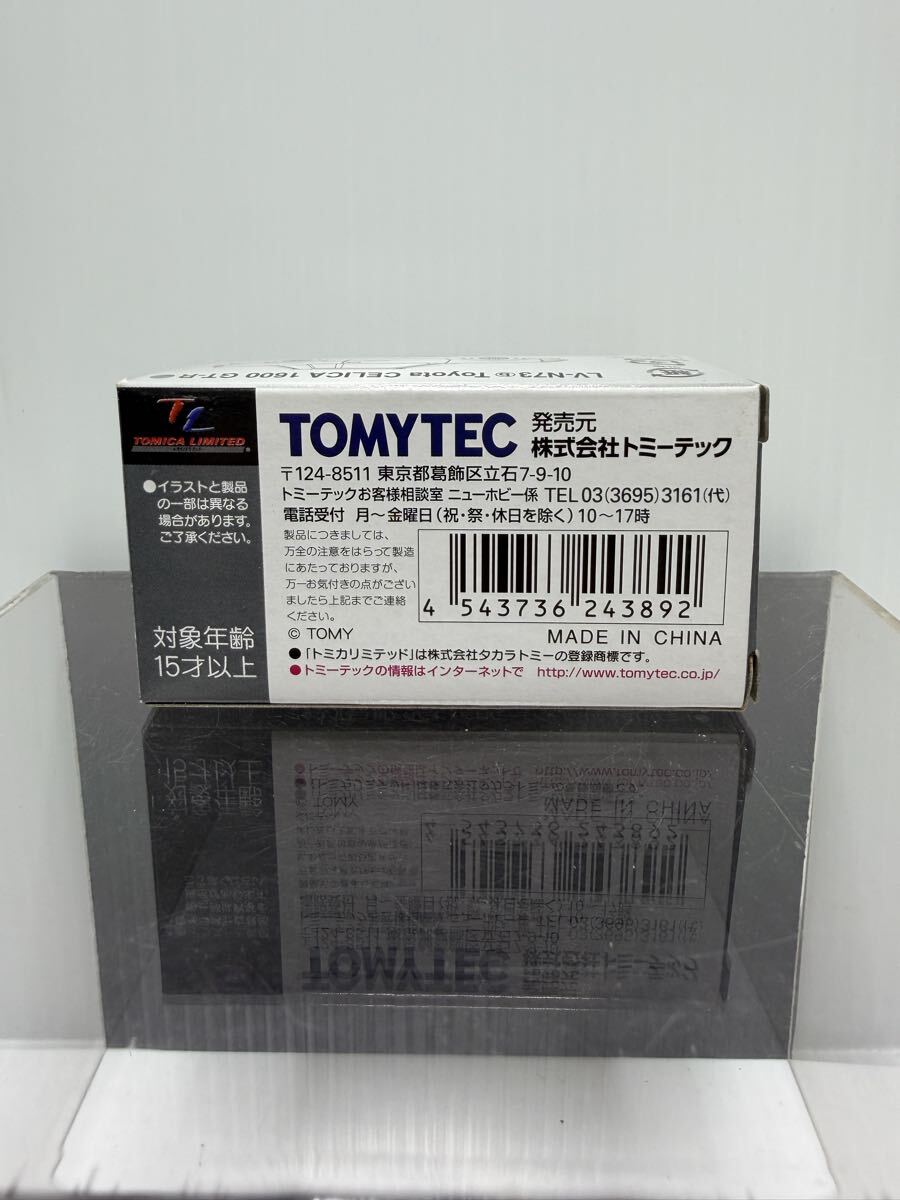 LV-N73ⓑ Toyota CELICA 1600 GT-R
TL
TOMICA LIMITED
●イラストと製品
の一部は異なる
場合があります。
ご了承ください。
対象年齢
15才以上
TOMYTEC
発売元
株式会社トミーテック
〒124-8511 東京都葛飾区立石7-9-10
トミーテックお客様相談室 ニューホビー係 TEL 03(3695)3161(代)
電話受付 月～金曜日(祝・祭・休日を除く)10～17時
製品につきましては、
万全の注意をはらって製造
にあたっておりますが、
万一お気付きの点がござい
ましたら上記までご連絡
ください。
4 543736 243892
© TOMY
MADE IN CHINA
●「トミカリミテッド」は株式会社タカラトミーの登録商標です。
●トミーテックの情報はインターネットで http://www.tomytec.co.jp/